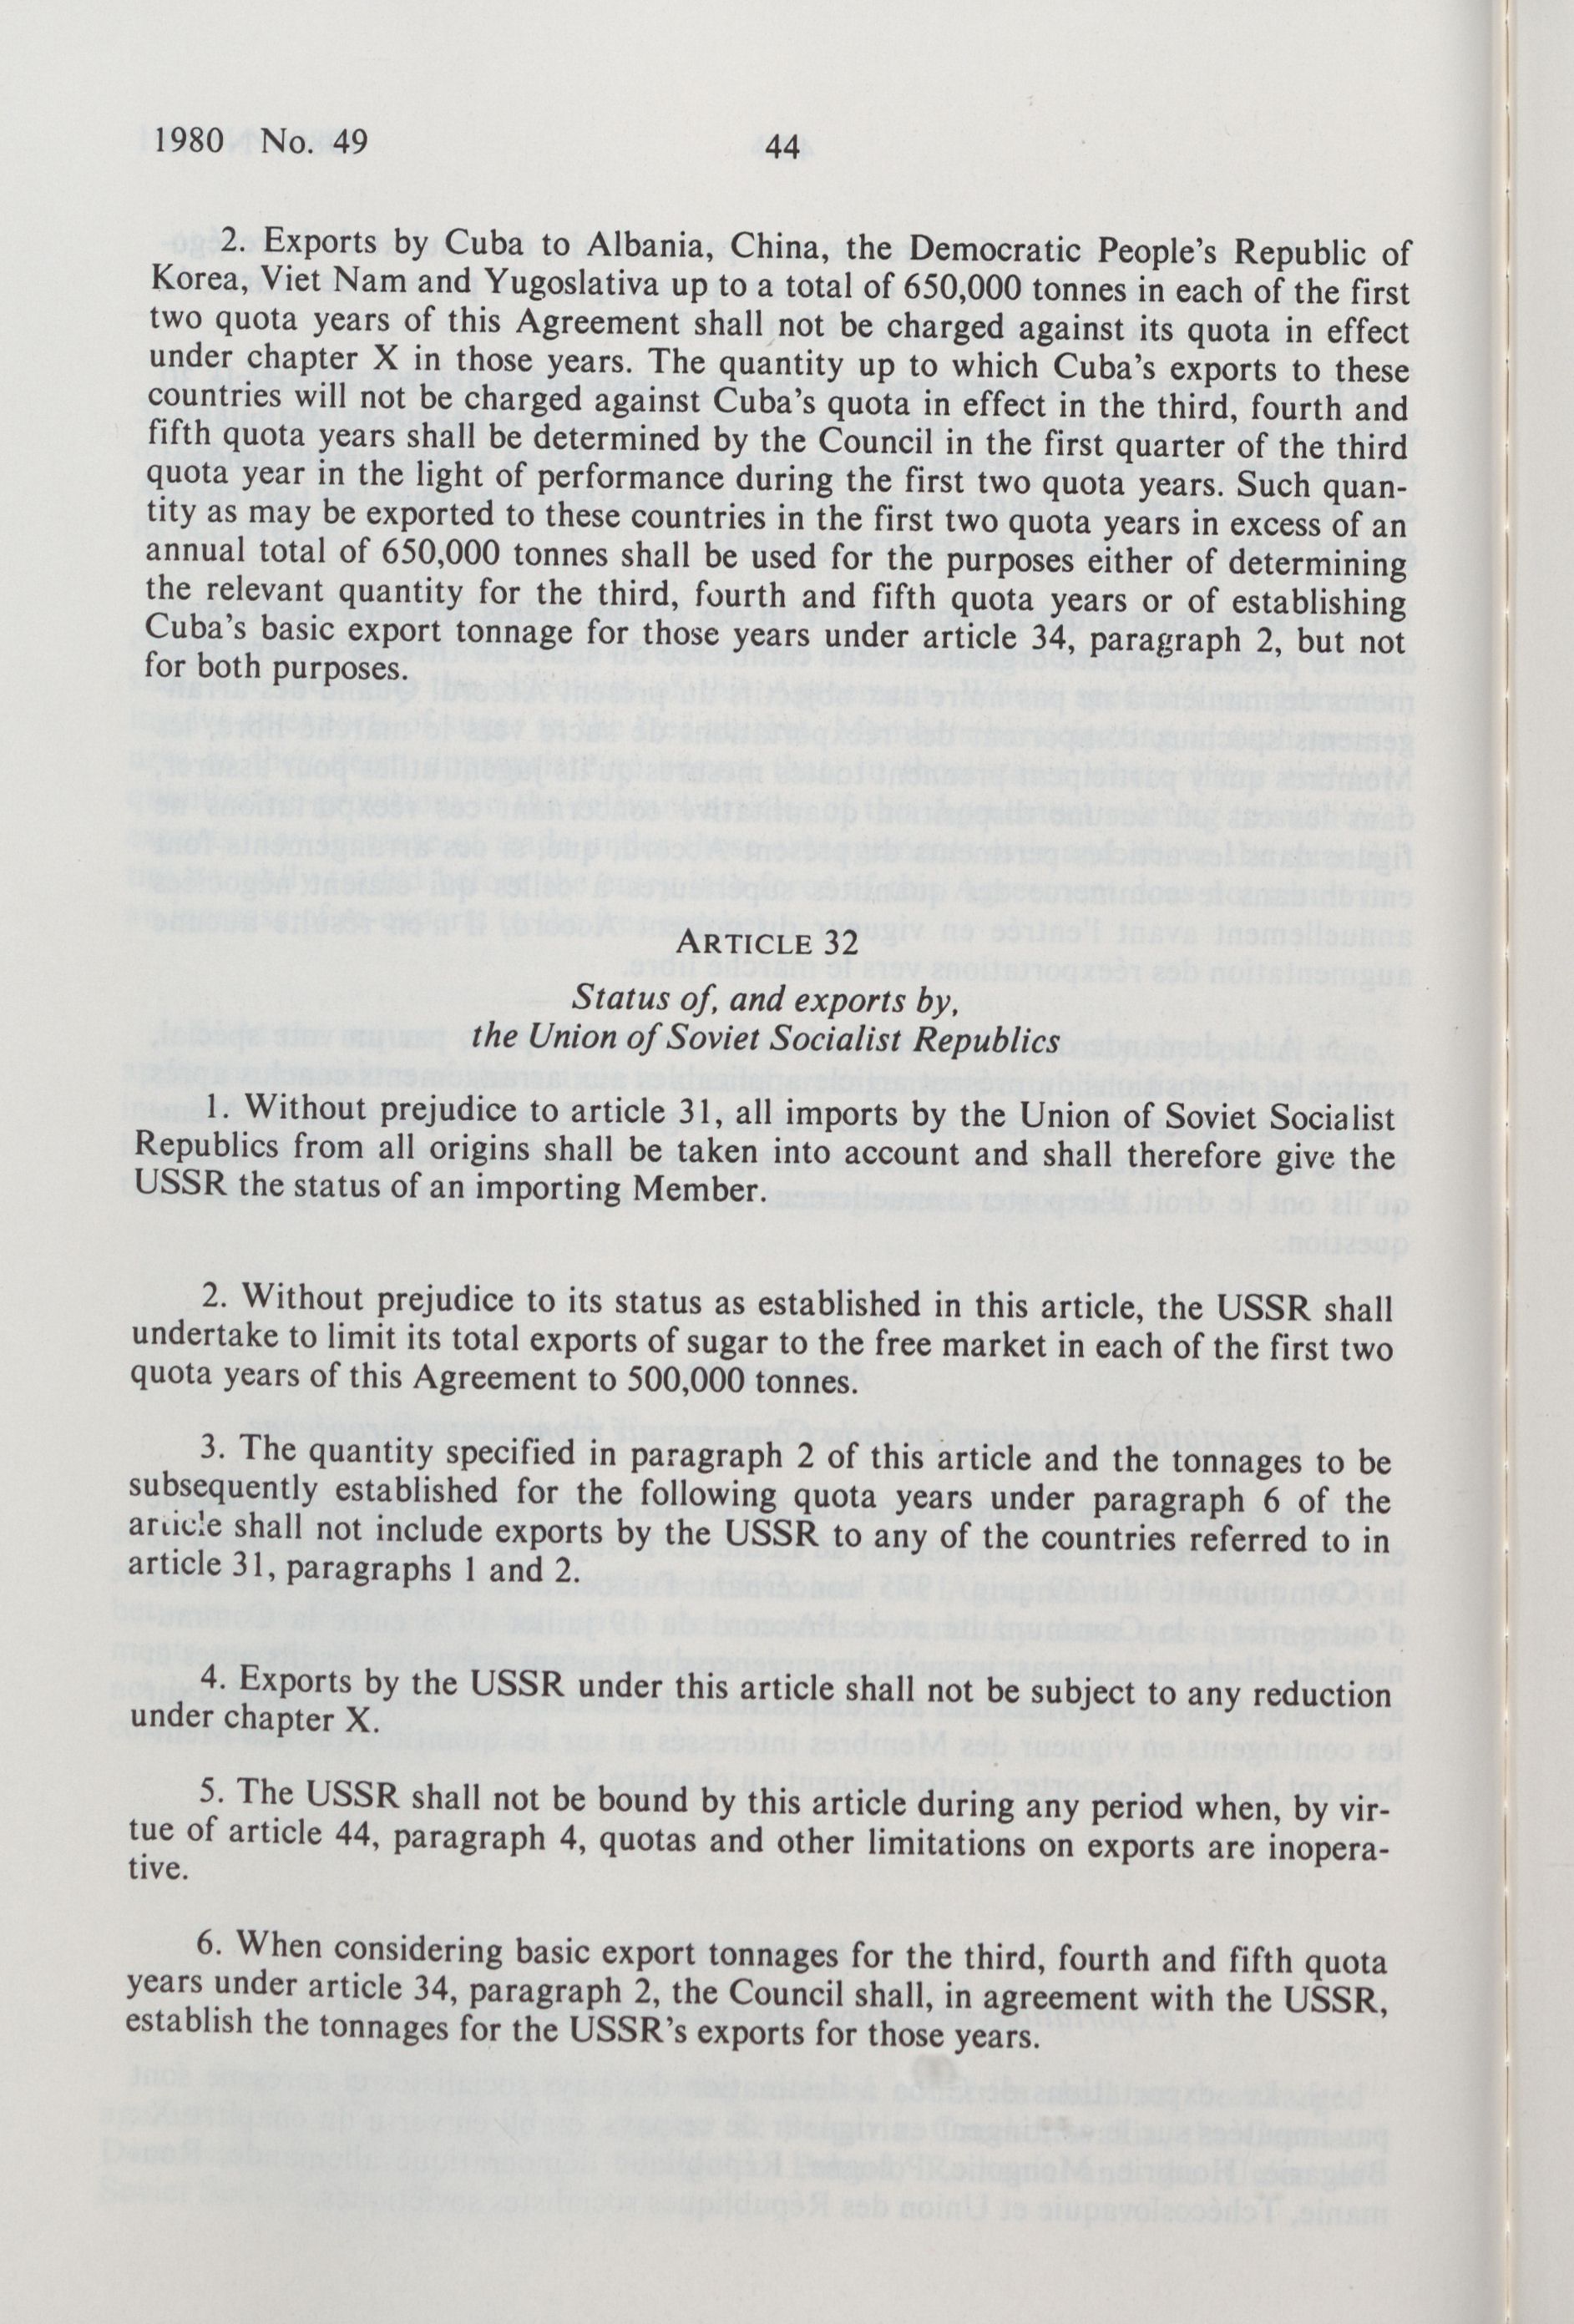 1980 No. 49
44
2. Exports by Cuba to Albania, China, the Democratic People's Republic of
Korea, Viet Nam and Yugoslativa up to a total of 650,000 tonnes in each of the first
two quota years of this Agreement shall not be charged against its quota in effect
under chapter X in those years. The quantity up to which Cuba's exports to these
countries will not be charged against Cuba's quota in effect in the third, fourth and
fifth quota years shall be determined by the Council in the first quarter of the third
quota year in the light of performance during the first two quota years. Such quan-
tity as may be exported to these countries in the first two quota years in excess of an
annual total of 650,000 tonnes shall be used for the purposes either of determining
the relevant quantity for the third, fourth and fifth quota years or of establishing
Cuba's basic export tonnage for those years under article 34, paragraph 2, but not
for both purposes.
ARTICLE 32
Status of, and exports by,
the Union of Soviet Socialist Republics
1. Without prejudice to article 31, all imports by the Union of Soviet Socialist
Republics from all origins shall be taken into account and shall therefore give the
USSR the status of an importing Member.
2. Without prejudice to its status as established in this article, the USSR shall
undertake to limit its total exports of sugar to the free market in each of the first two
quota years of this Agreement to 500,000 tonnes.
3. The quantity specified in paragraph 2 of this article and the tonnages to be
subsequently established for the following quota years under paragraph 6 of the
article shall not include exports by the USSR to any of the countries referred to in
article 31, paragraphs 1 and 2.
4. Exports by the USSR under this article shall not be subject to any reduction
under chapter X.
5. The USSR shall not be bound by this article during any period when, by vir-
tue of article 44, paragraph 4, quotas and other limitations on exports are inopera-
tive.
6. When considering basic export tonnages for the third, fourth and fifth quota
years under article 34, paragraph 2, the Council shall, in agreement with the USSR,
establish the tonnages for the USSR's exports for those years.